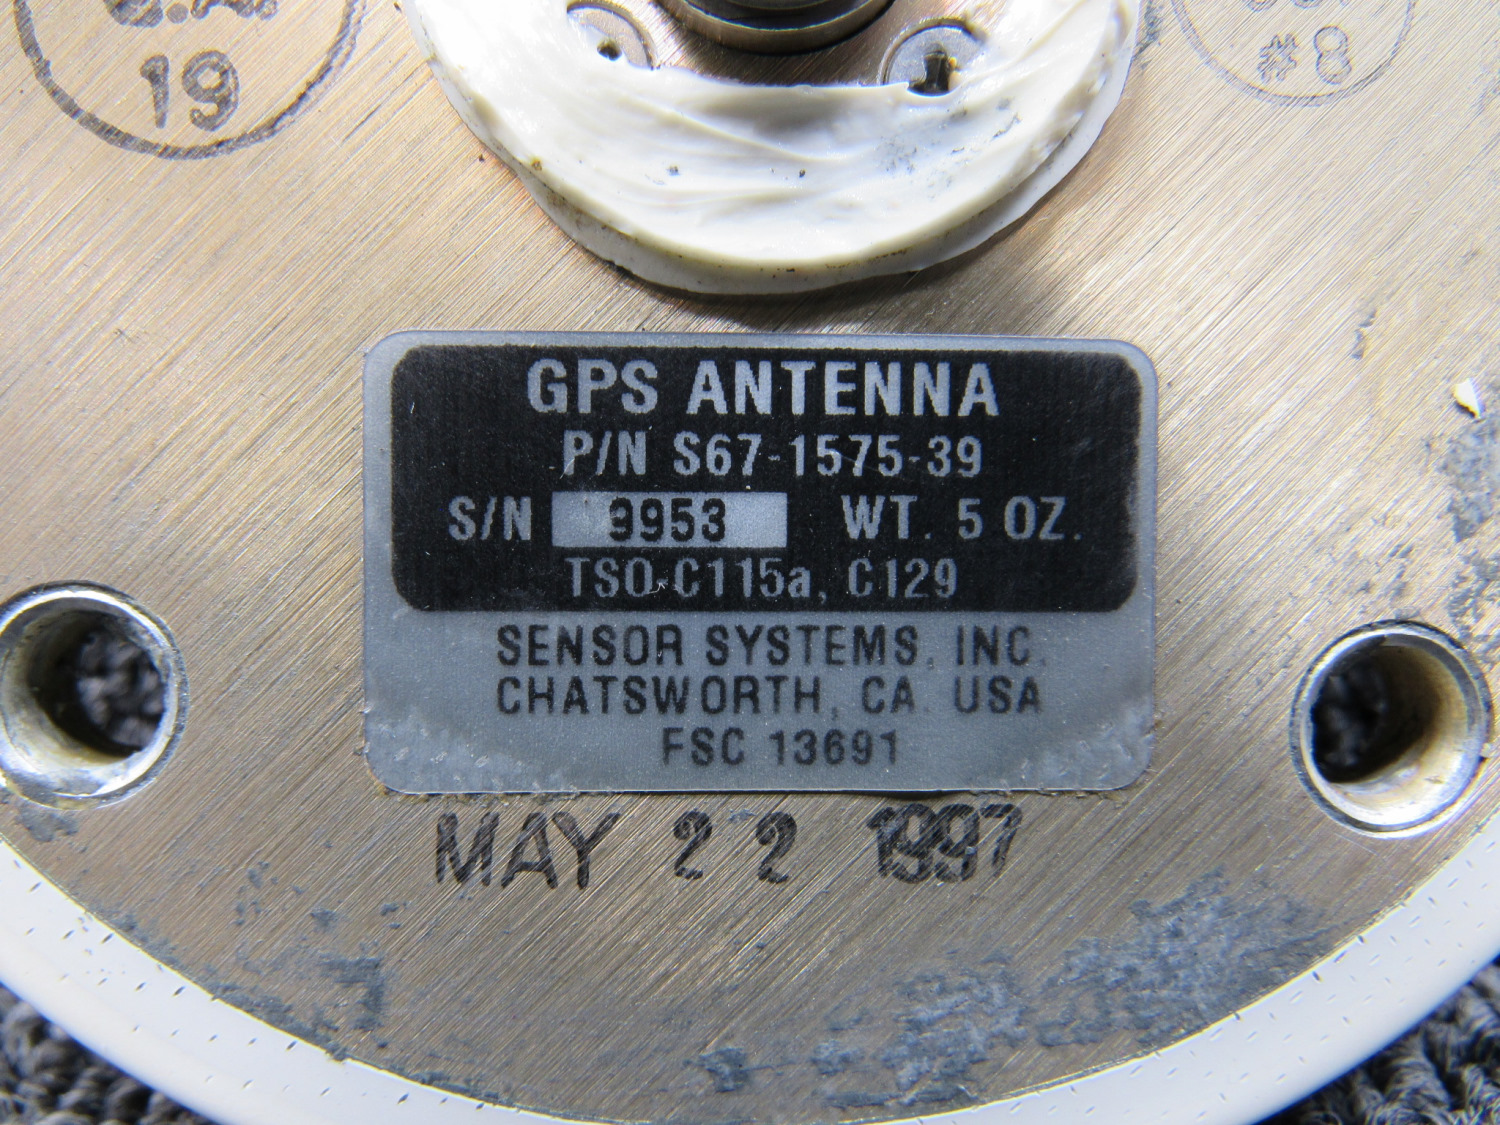 19
#8
GPS ANTENNA
P/N S67-1575-39
S/N 9953 WT. 5 OZ.
TSO-C115a, C129
SENSOR SYSTEMS, INC.
CHATSWORTH, CA. USA
FSC 13691
MAY 22 1997